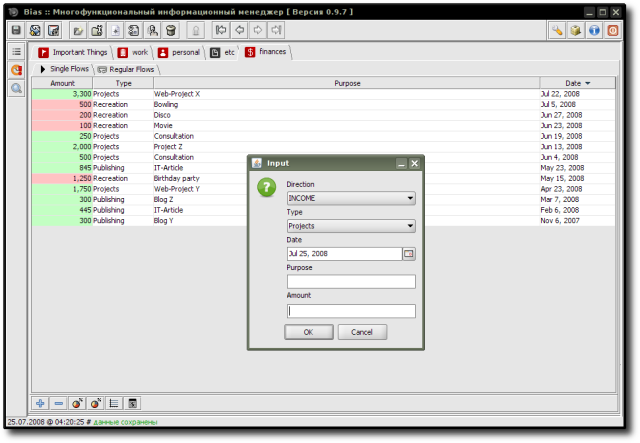 Bias :: Многофункциональный информационный менеджер [ Версия 0.9.7 ]
Important Things work personal etc finances
Single Flows Regular Flows
Amount Type Purpose Date
3,300 Projects Web-Project X Jul 22, 2008
500 Recreation Bowling Jul 5, 2008
200 Recreation Disco Jun 27, 2008
100 Recreation Movie Jun 23, 2008
250 Projects Consultation Jun 19, 2008
2,000 Projects Project Z Jun 13, 2008
500 Projects Consultation Jun 4, 2008
845 Publishing IT-Article May 23, 2008
1,250 Recreation Birthday party May 15, 2008
1,750 Projects Web-Project Y Apr 23, 2008
300 Publishing Blog Z Mar 7, 2008
445 Publishing IT-Article Feb 6, 2008
300 Publishing Blog Y Nov 6, 2007
Input
Direction
INCOME
Type
Projects
Date
Jul 25, 2008
Purpose
Amount
OK Cancel
25.07.2008 @ 04:20:25 # данные сохранены